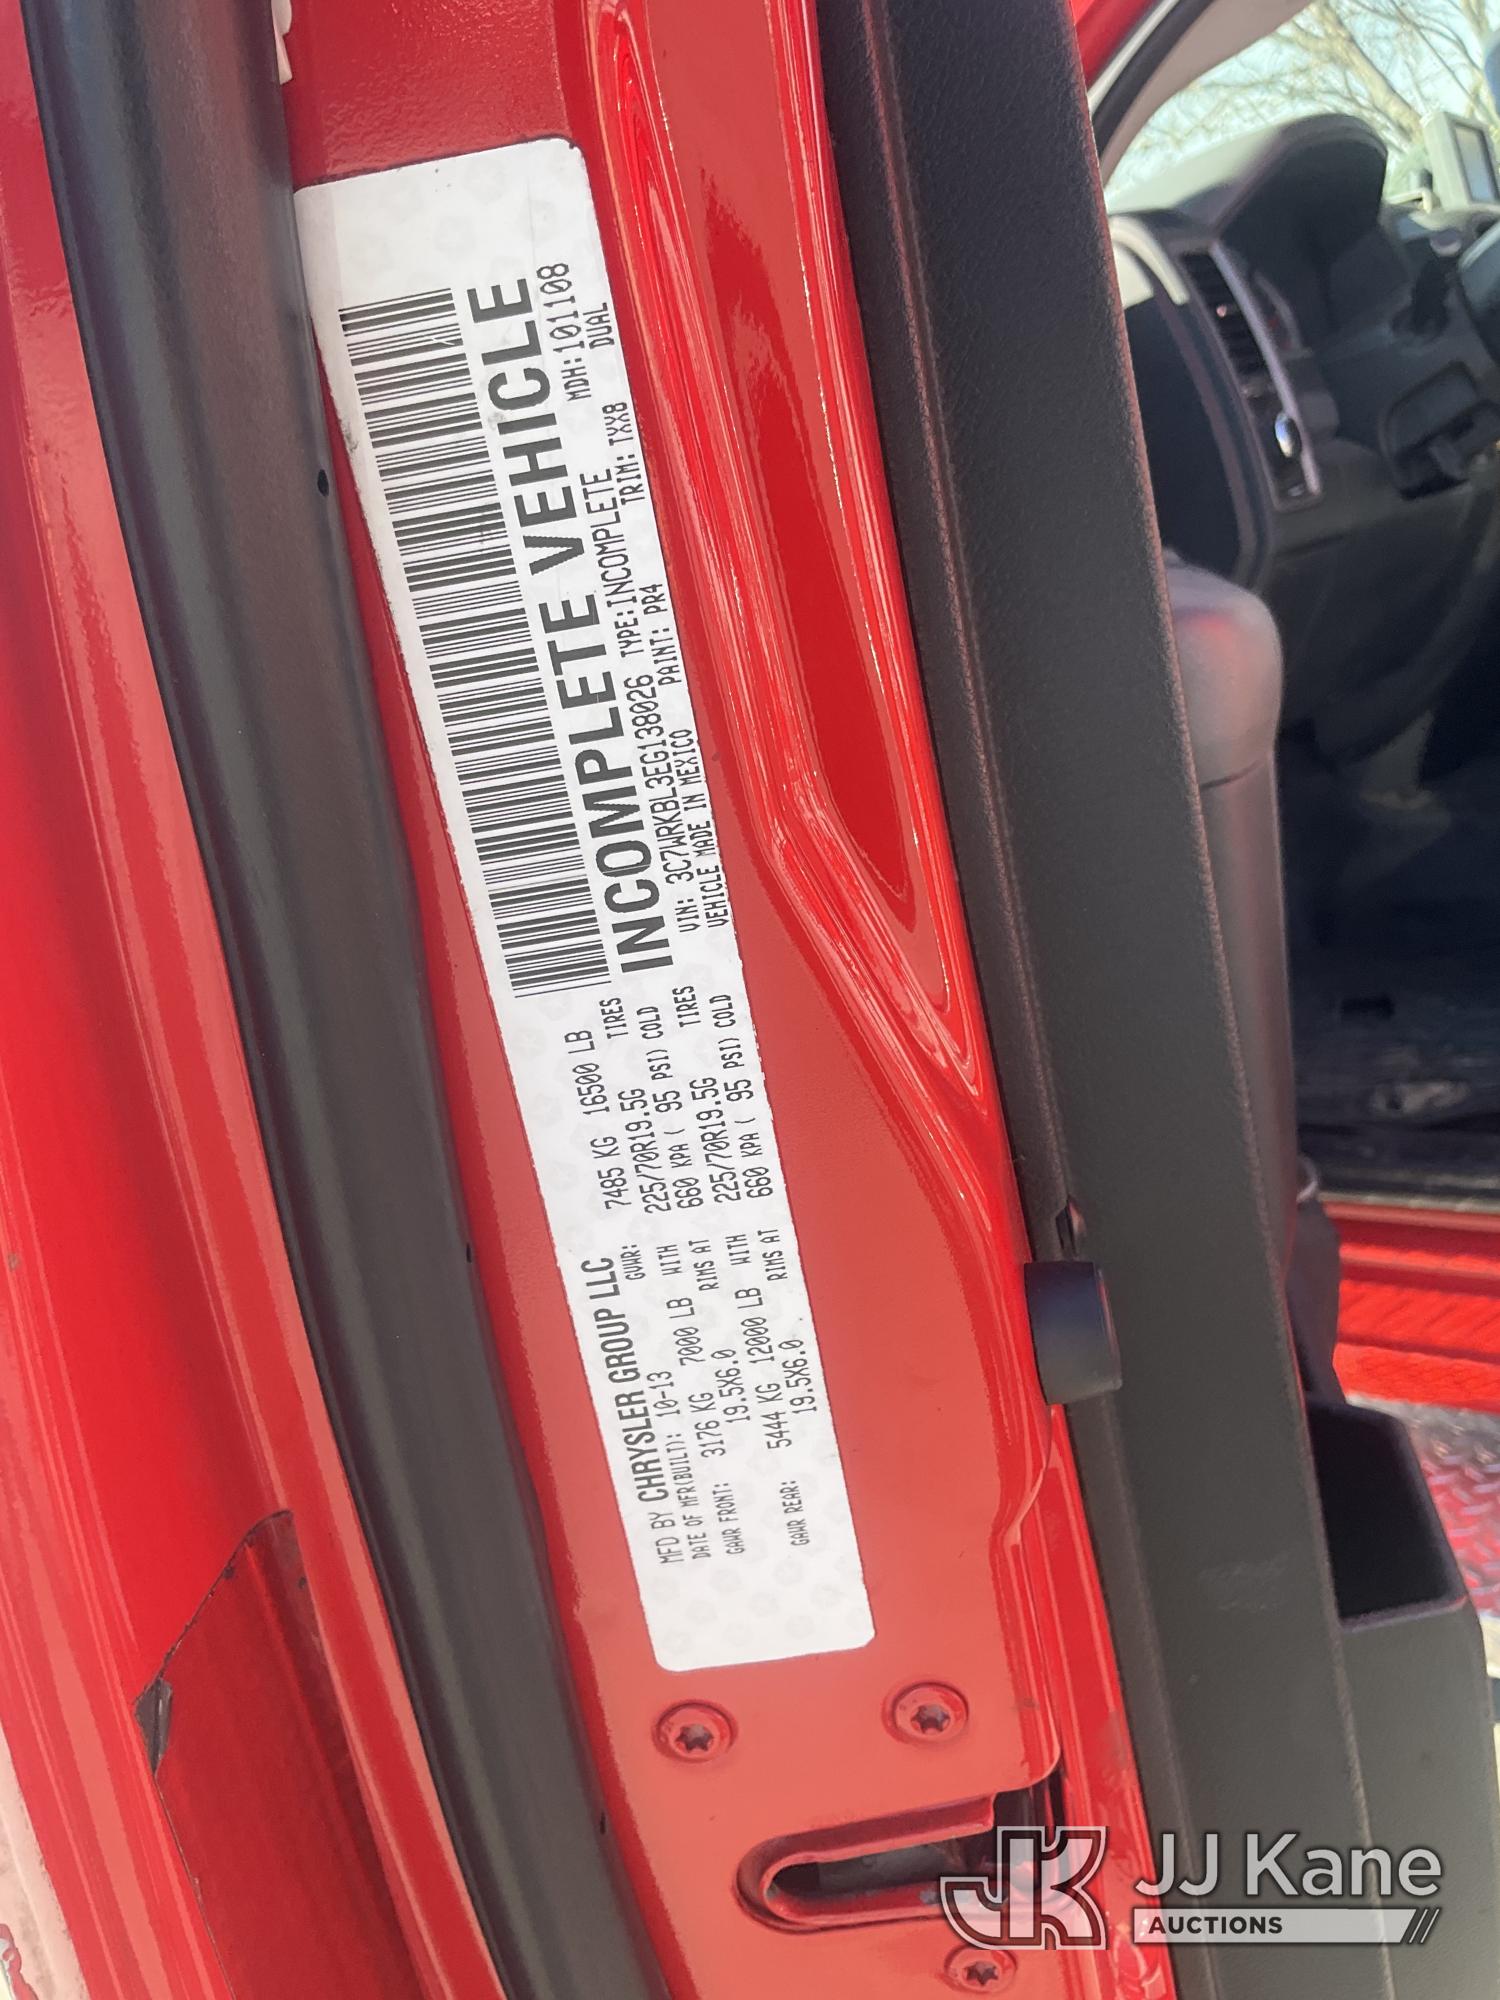 MFD BY CHRYSLER GROUP LLC
DATE OF MFR(BUILT): 10-13 GVWR: 7485 KG 16500 LB
GAWR FRONT: 3176 KG 7000 LB WITH 225/70R19.5G TIRES
19.5X6.0 RIMS AT 660 KPA ( 95 PSI) COLD
GAWR REAR: 5444 KG 12000 LB WITH 225/70R19.5G TIRES
19.5X6.0 RIMS AT 660 KPA ( 95 PSI) COLD
INCOMPLETE VEHICLE
MDH:101108
VIN: 3C7WRKBL3EG138026 TYPE:INCOMPLETE DUAL
VEHICLE MADE IN MEXICO PAINT: PR4 TRIM: TXX8
JK JJ Kane
AUCTIONS